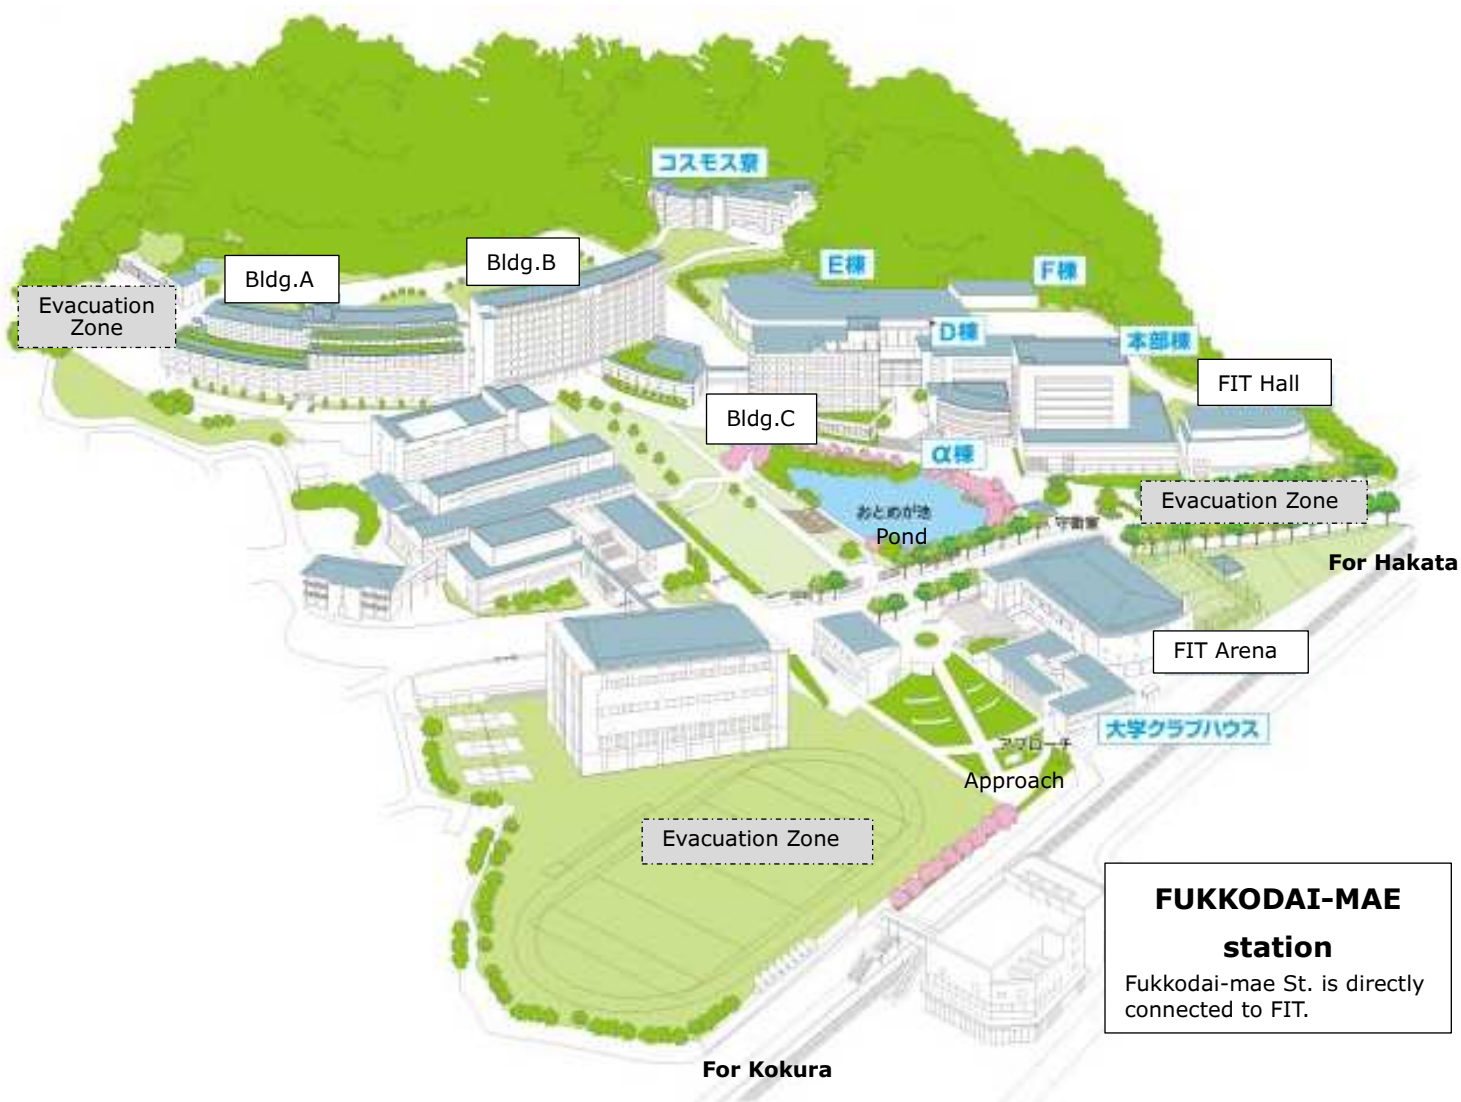 コスモス寮
Bldg.B
Bldg.A
E棟
F棟
Evacuation
Zone
D棟
本部棟
FIT Hall
Bldg.C
α棟
Evacuation Zone
おとめが池
Pond
守衛室
For Hakata
FIT Arena
大学クラブハウス
アプローチ
Approach
Evacuation Zone
FUKKODAI-MAE
station
Fukkodai-mae St. is directly
connected to FIT.
For Kokura